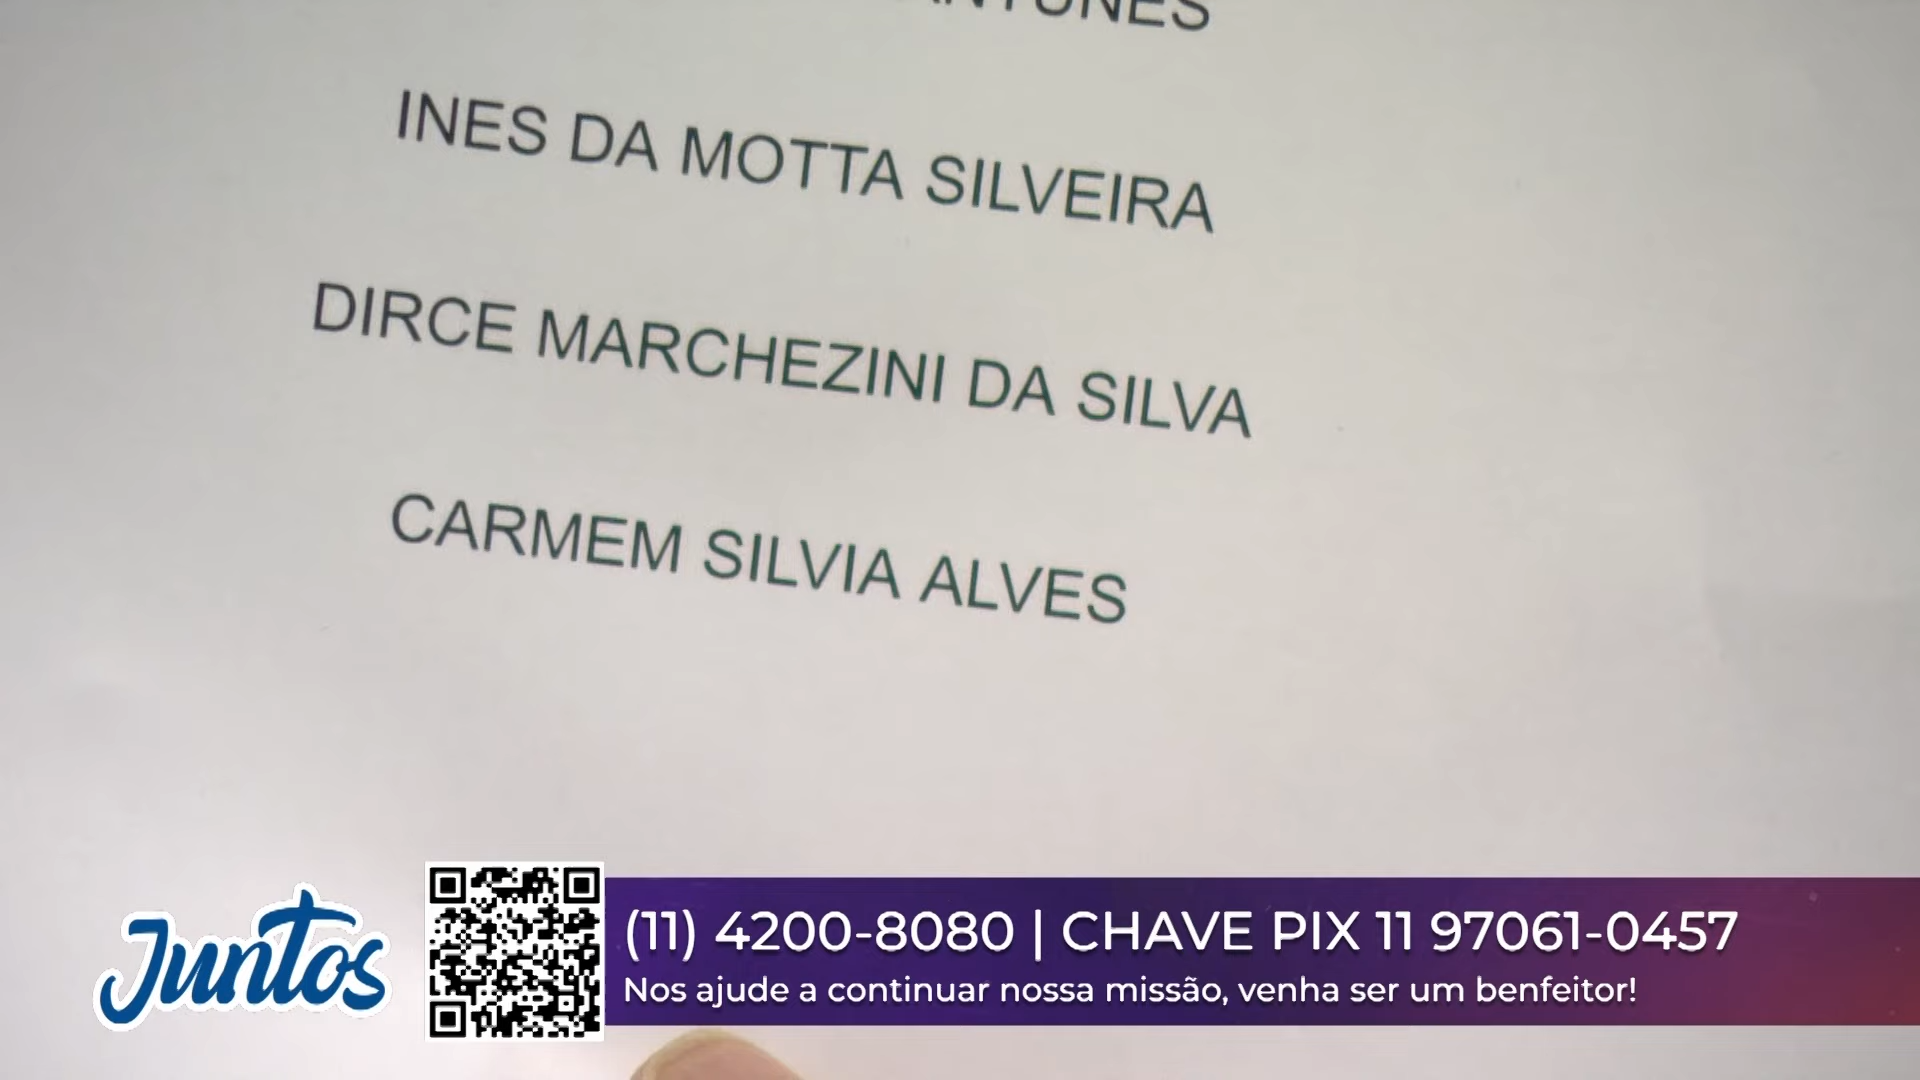 ANTUNES
INES DA MOTTA SILVEIRA
DIRCE MARCHEZINI DA SILVA
CARMEM SILVIA ALVES
Juntos
(11) 4200-8080 | CHAVE PIX 11 97061-0457
Nos ajude a continuar nossa missão, venha ser um benfeitor!